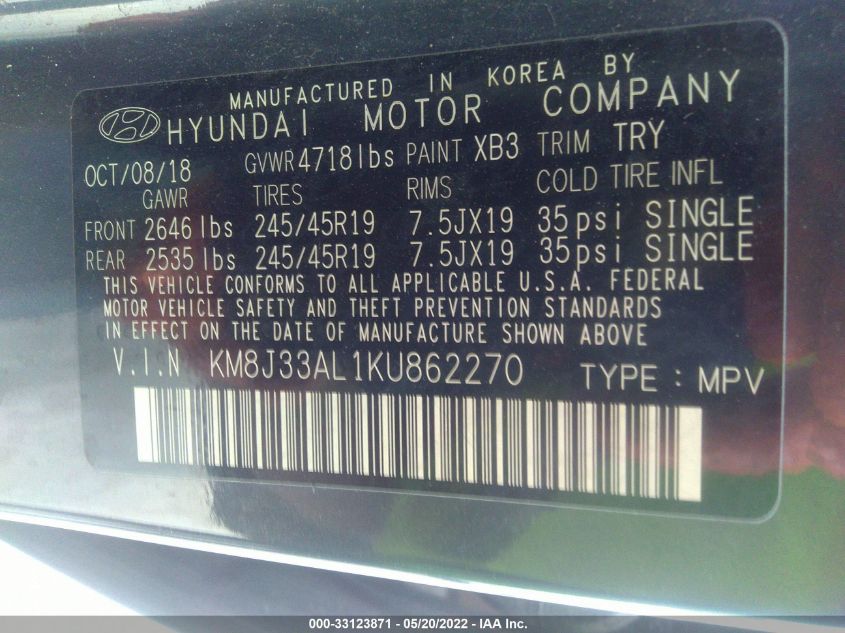 MANUFACTURED IN KOREA BY
HYUNDAI MOTOR COMPANY
OCT/08/18 GVWR 4718lbs PAINT XB3 TRIM TRY
GAWR TIRES RIMS COLD TIRE INFL
FRONT 2646 lbs 245/45R19 7.5JX19 35psi SINGLE
REAR 2535 lbs 245/45R19 7.5JX19 35psi SINGLE
THIS VEHICLE CONFORMS TO ALL APPLICABLE U.S.A. FEDERAL
MOTOR VEHICLE SAFETY AND THEFT PREVENTION STANDARDS
IN EFFECT ON THE DATE OF MANUFACTURE SHOWN ABOVE
V.I.N KM8J33AL1KU862270 TYPE : MPV
000-33123871 - 05/20/2022 - IAA Inc.